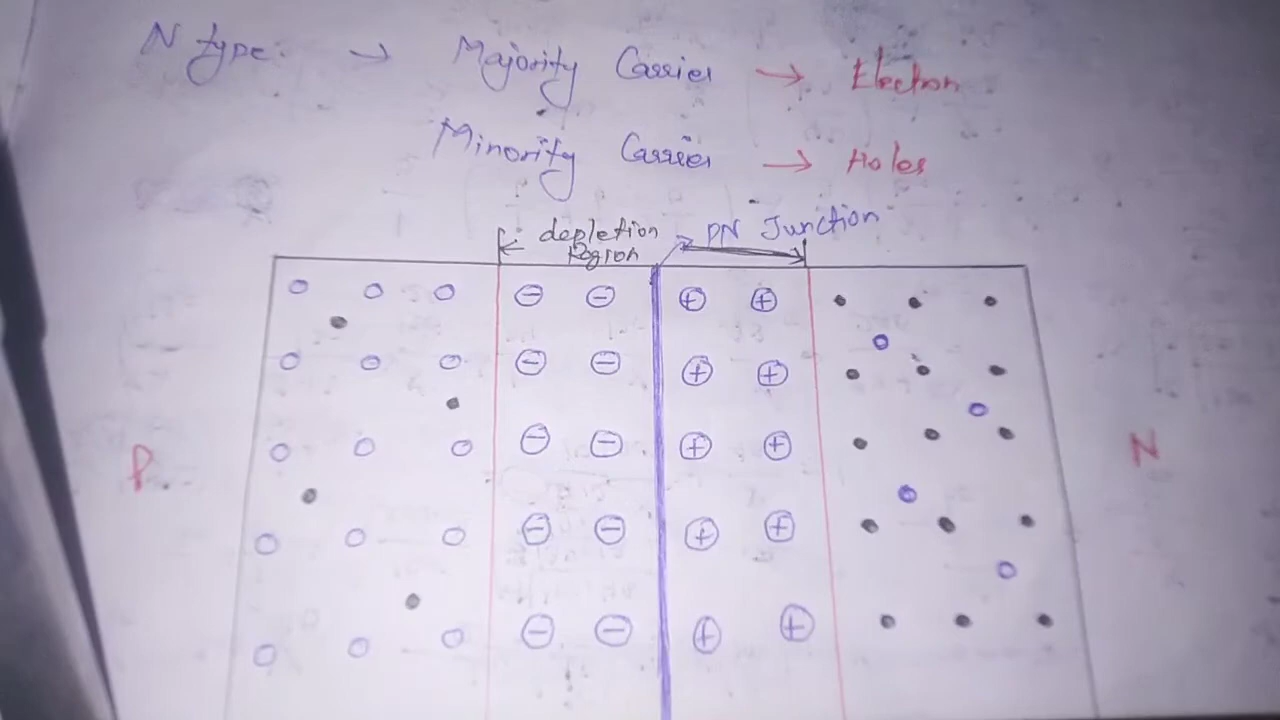 N type → Majority Carrier → Electron
Minority Carrier → Holes
depletion Region
PN Junction
P
N